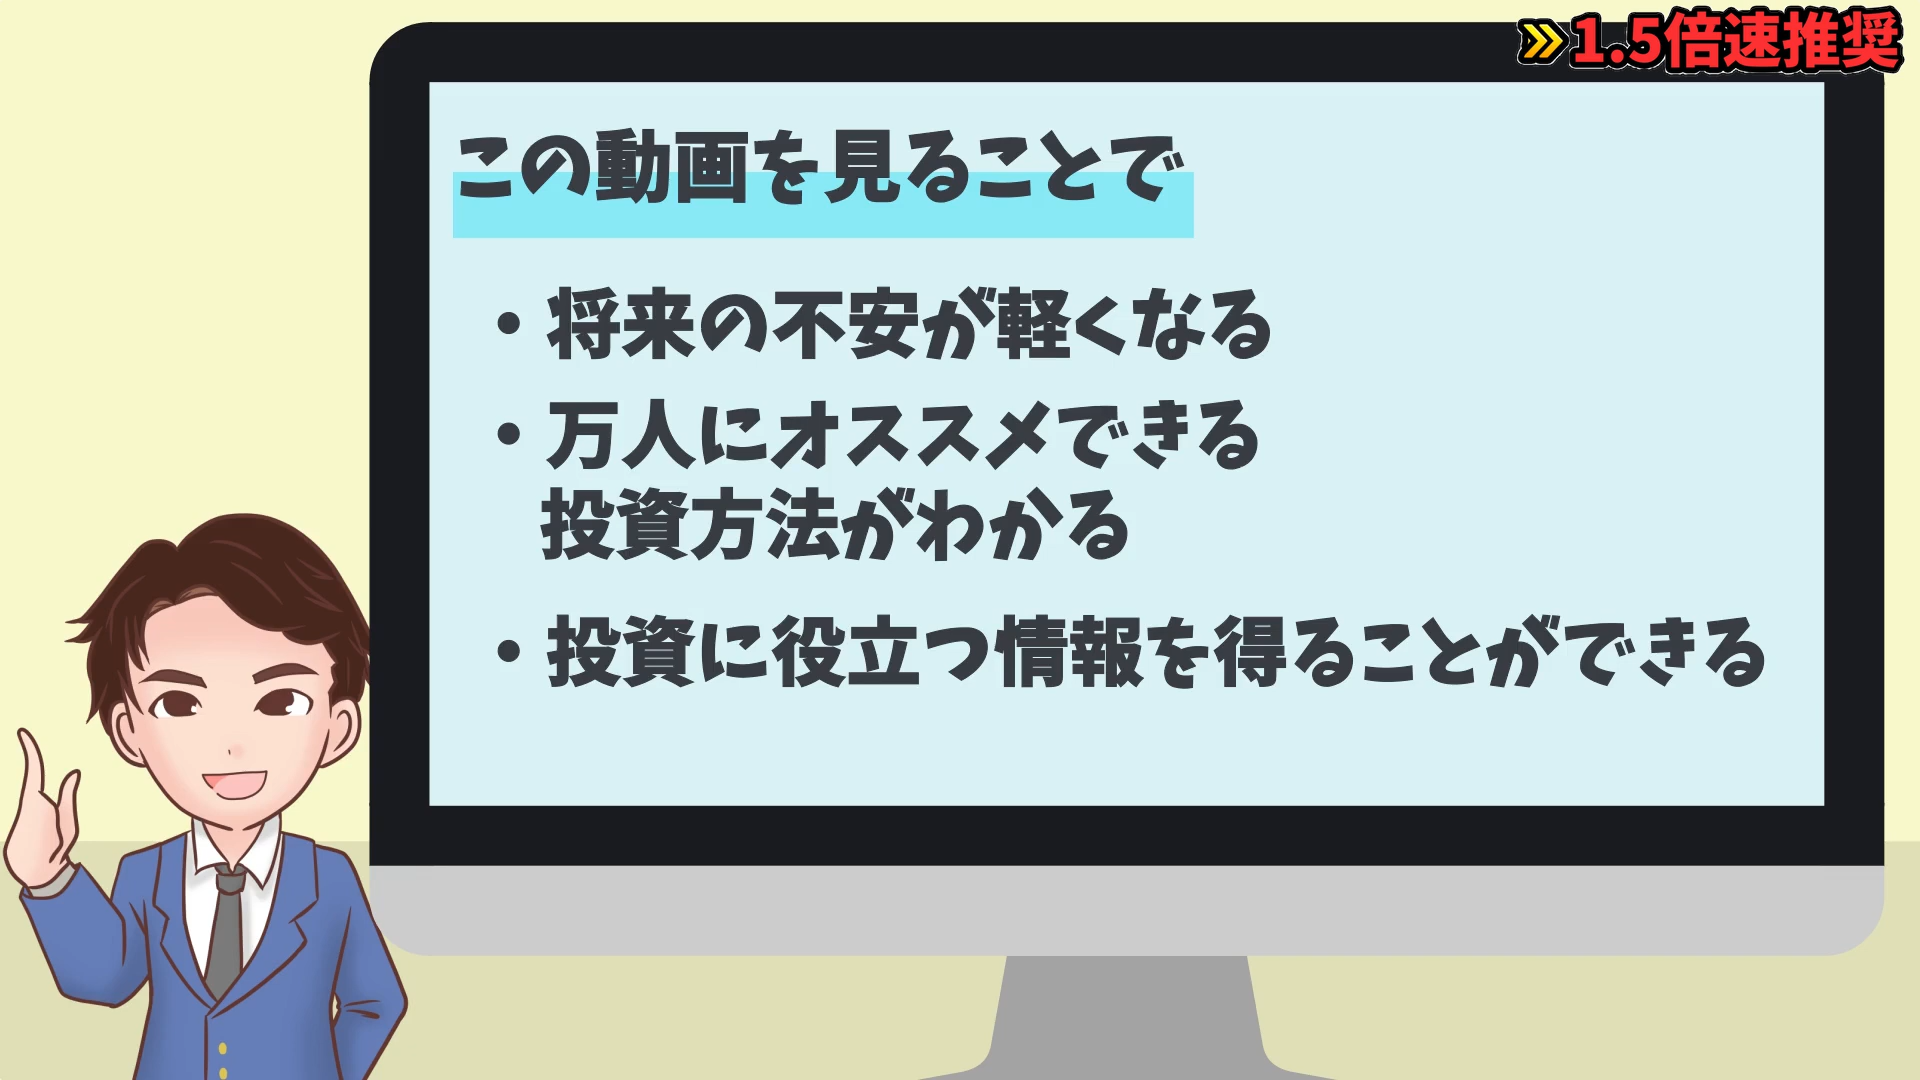 1.5倍速推奨
この動画を見ることで
・将来の不安が軽くなる
・万人にオススメできる
投資方法がわかる
・投資に役立つ情報を得ることができる